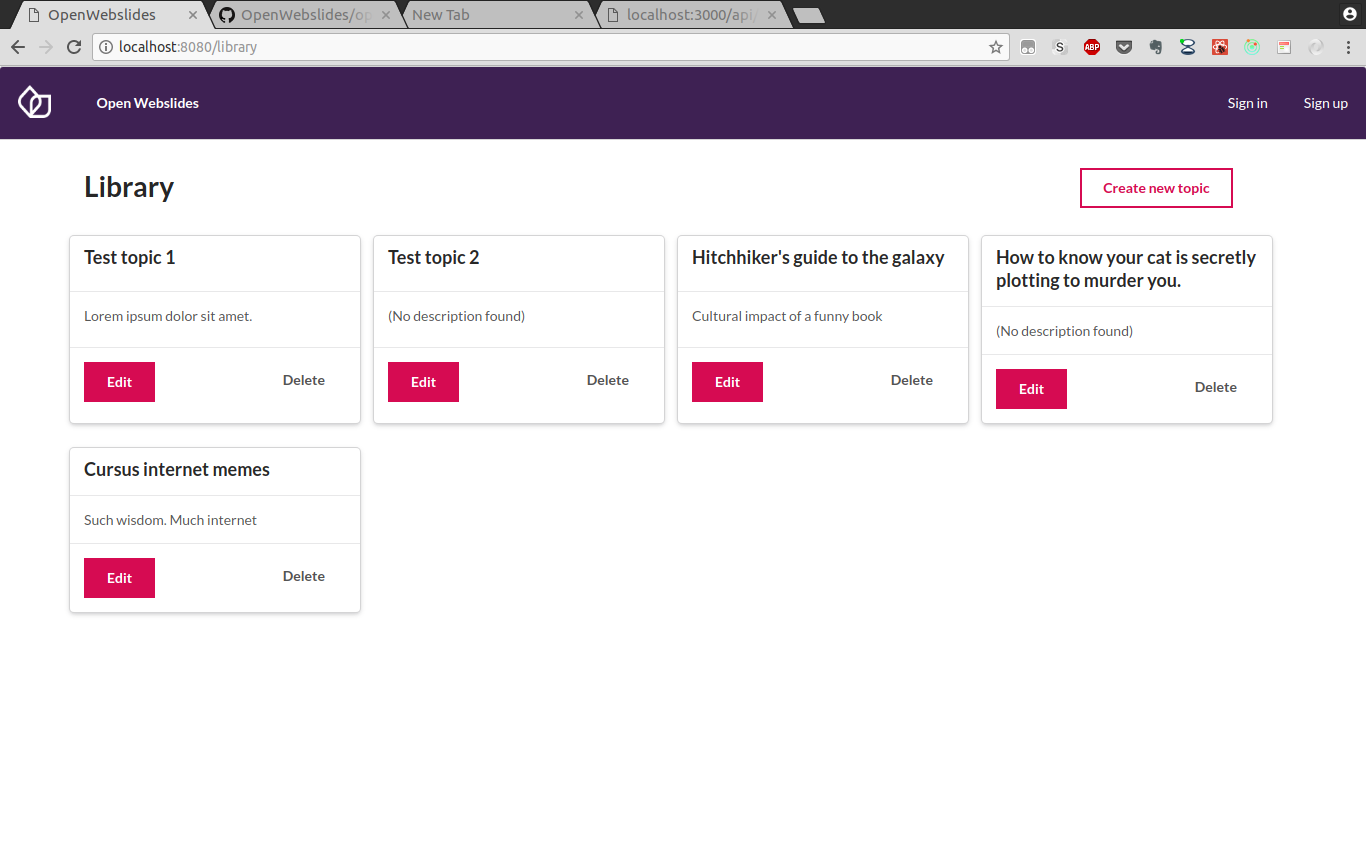 OpenWebslides
OpenWebslides/op
New Tab
localhost:3000/api/
localhost:8080/library
S
ABP
Open Webslides
Sign in
Sign up
Library
Create new topic
Test topic 1
Lorem ipsum dolor sit amet.
Edit
Delete
Test topic 2
(No description found)
Edit
Delete
Hitchhiker's guide to the galaxy
Cultural impact of a funny book
Edit
Delete
How to know your cat is secretly
plotting to murder you.
(No description found)
Edit
Delete
Cursus internet memes
Such wisdom. Much internet
Edit
Delete